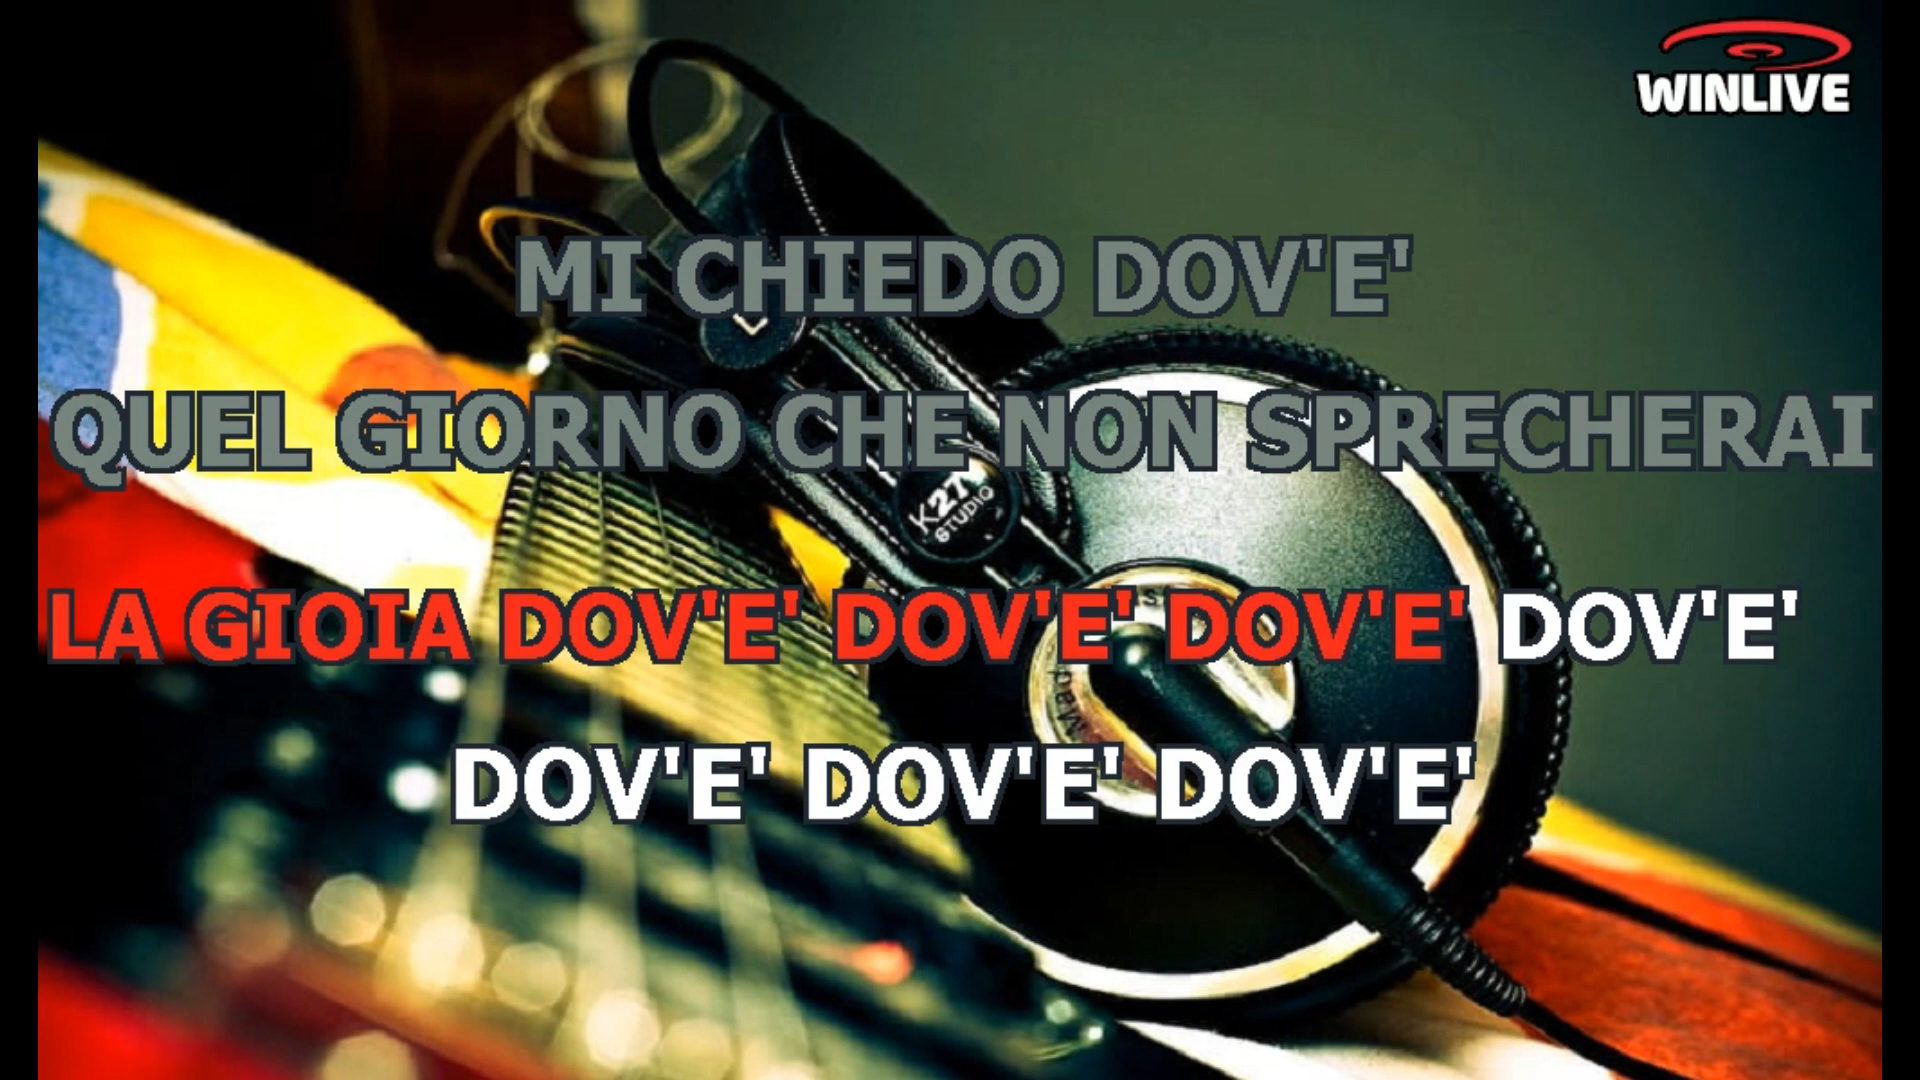 WINLIVE
MI CHIEDO DOV'E'
QUEL GIORNO CHE NON SPRECHERAI
K27
STUDIO
LA GIOIA DOV'E' DOV'E' DOV'E' DOV'E'
DOV'E' DOV'E' DOV'E'